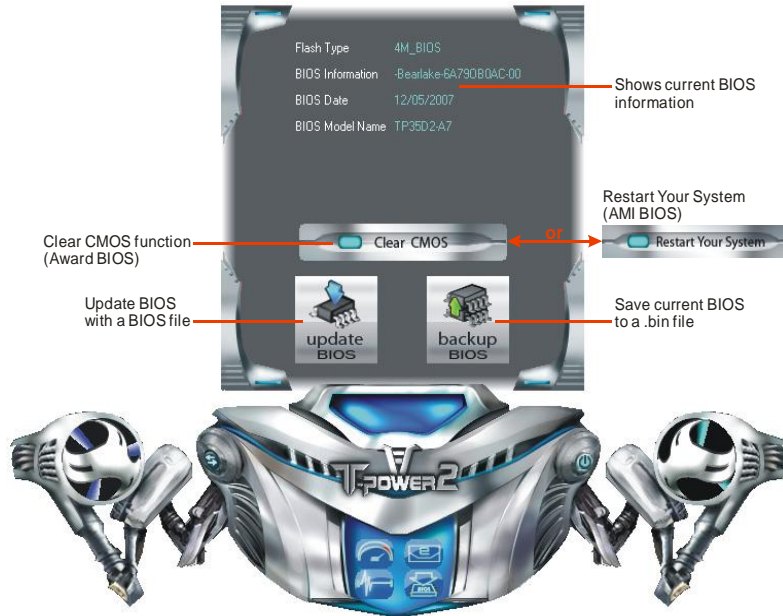 Flash Type 4M_BIOS
BIOS Information -Bearlake-6A79OB0AC-00
BIOS Date 12/05/2007
BIOS Model Name TP35D2-A7
Shows current BIOS
information
Restart Your System
(AMI BIOS)
Clear CMOS function
(Award BIOS)
Clear CMOS
or
Restart Your System
Update BIOS
with a BIOS file
update
BIOS
backup
BIOS
Save current BIOS
to a .bin file
TPOWER2
e
BIOS